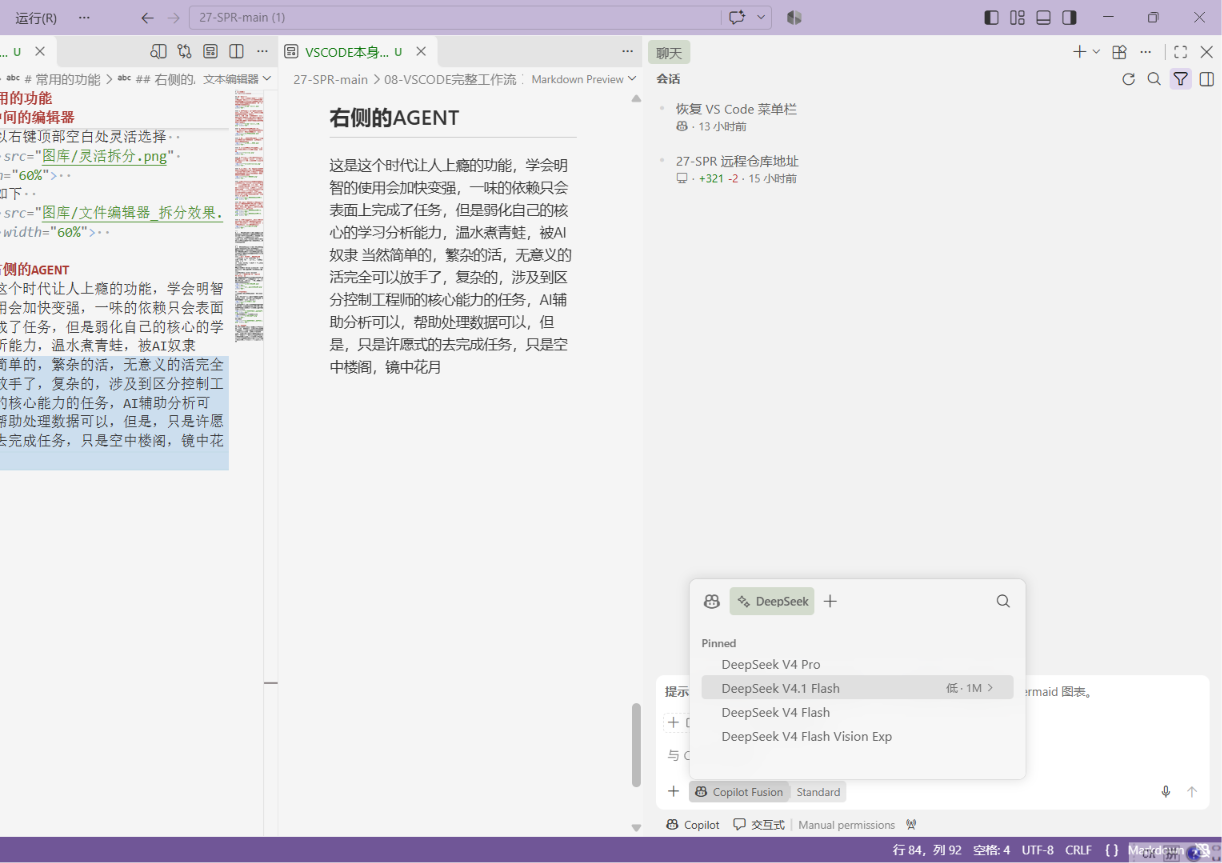 运行(R)
27-SPR-main (1)
... U
VSCODE本身... U
# 常用的功能 > abc ## 右侧的. 文本编辑器
27-SPR-main > 08-VSCODE完整工作流
Markdown Preview
用的功能
中间的编辑器
以右键顶部空白处灵活选择··
src="图库/灵活拆分.png"·
="60%">··
如下··
src="图库/文件编辑器_拆分效果.
width="60%">··
右侧的AGENT
这个时代让人上瘾的功能，学会明智
用会加快变强，一味的依赖只会表面
成了任务，但是弱化自己的核心的学
析能力，温水煮青蛙，被AI奴隶
简单的，繁杂的活，无意义的活完全
放手了，复杂的，涉及到区分控制工
的核心能力的任务，AI辅助分析可
帮助处理数据可以，但是，只是许愿
去完成任务，只是空中楼阁，镜中花
右侧的AGENT
这是这个时代让人上瘾的功能，学会明
智的使用会加快变强，一味的依赖只会
表面上完成了任务，但是弱化自己的核
心的学习分析能力，温水煮青蛙，被AI
奴隶 当然简单的，繁杂的活，无意义的
活完全可以放手了，复杂的，涉及到区
分控制工程师的核心能力的任务，AI辅
助分析可以，帮助处理数据可以，但
是，只是许愿式的去完成任务，只是空
中楼阁，镜中花月
聊天
会话
恢复 VS Code 菜单栏
· 13 小时前
27-SPR 远程仓库地址
· +321 -2 · 15 小时前
DeepSeek
Pinned
DeepSeek V4 Pro
DeepSeek V4.1 Flash 低 · 1M
DeepSeek V4 Flash
DeepSeek V4 Flash Vision Exp
提示
ermaid 图表。
与 C
Copilot Fusion
Standard
Copilot
交互式
Manual permissions
行 84，列 92
空格: 4
UTF-8
CRLF
{ }
Markdown